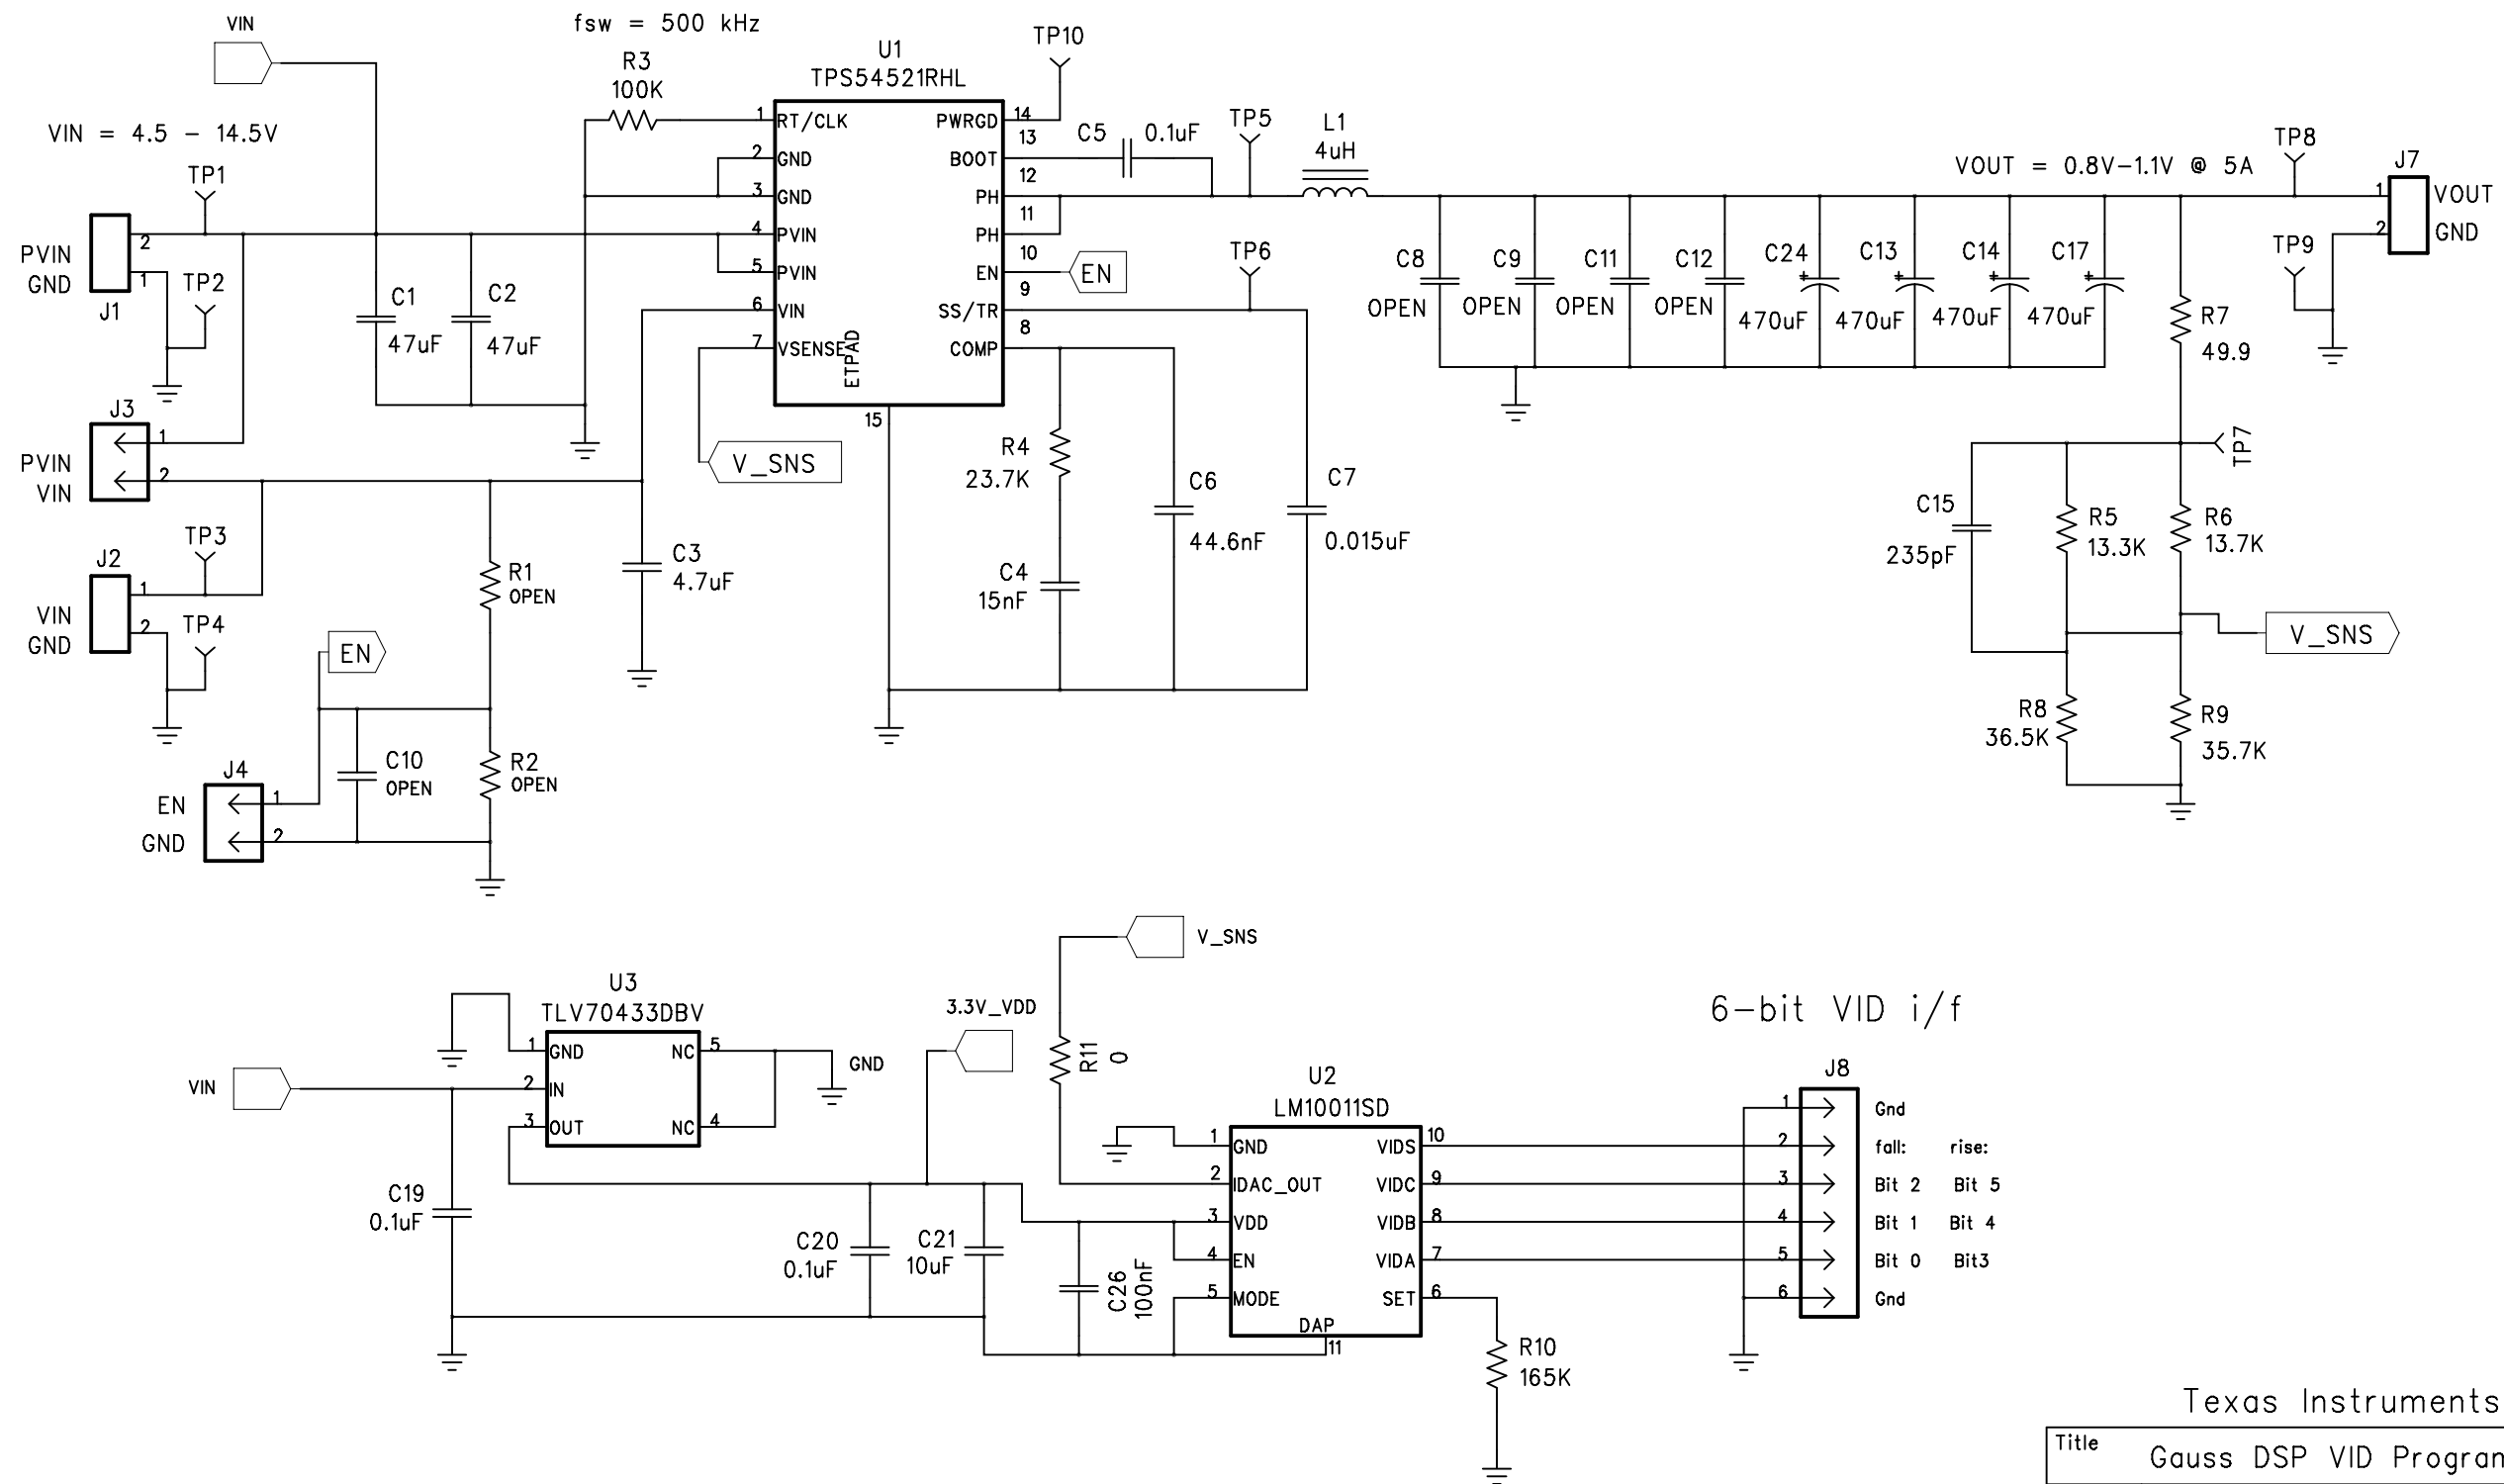 VIN
fsw = 500 kHz
VIN = 4.5 - 14.5V
R3
100K
U1
TPS54521RHL
TP10
1
RT/CLK
2
GND
3
GND
4
PVIN
5
PVIN
6
VIN
7
VSENSE
ETPAD
15
14
PWRGD
13
BOOT
12
PH
11
PH
10
EN
9
SS/TR
8
COMP
C5
0.1uF
TP5
L1
4uH
EN
TP6
TP1
PVIN
GND
2
1
J1
TP2
C1
47uF
C2
47uF
J3
PVIN
VIN
1
2
V_SNS
TP3
J2
VIN
GND
1
2
TP4
R1
OPEN
C3
4.7uF
EN
C10
OPEN
R2
OPEN
J4
EN
GND
1
2
R4
23.7K
C4
15nF
C6
44.6nF
C7
0.015uF
VOUT = 0.8V-1.1V @ 5A
TP8
J7
1
VOUT
2
GND
TP9
C8
OPEN
C9
OPEN
C11
OPEN
C12
OPEN
C24
+
470uF
C13
+
470uF
C14
+
470uF
C17
+
470uF
R7
49.9
TP7
C15
235pF
R5
13.3K
R6
13.7K
V_SNS
R8
36.5K
R9
35.7K
V_SNS
U3
TLV70433DBV
3.3V_VDD
VIN
1
GND
2
IN
3
OUT
NC
5
NC
4
GND
R11
0
C19
0.1uF
C20
0.1uF
C21
10uF
C26
100nF
U2
LM10011SD
1
GND
2
IDAC_OUT
3
VDD
4
EN
5
MODE
DAP
11
VIDS
10
VIDC
9
VIDB
8
VIDA
7
SET
6
R10
165K
6-bit VID i/f
J8
1
Gnd
2
fall: rise:
3
Bit 2 Bit 5
4
Bit 1 Bit 4
5
Bit 0 Bit3
6
Gnd
Texas Instruments
Title
Gauss DSP VID